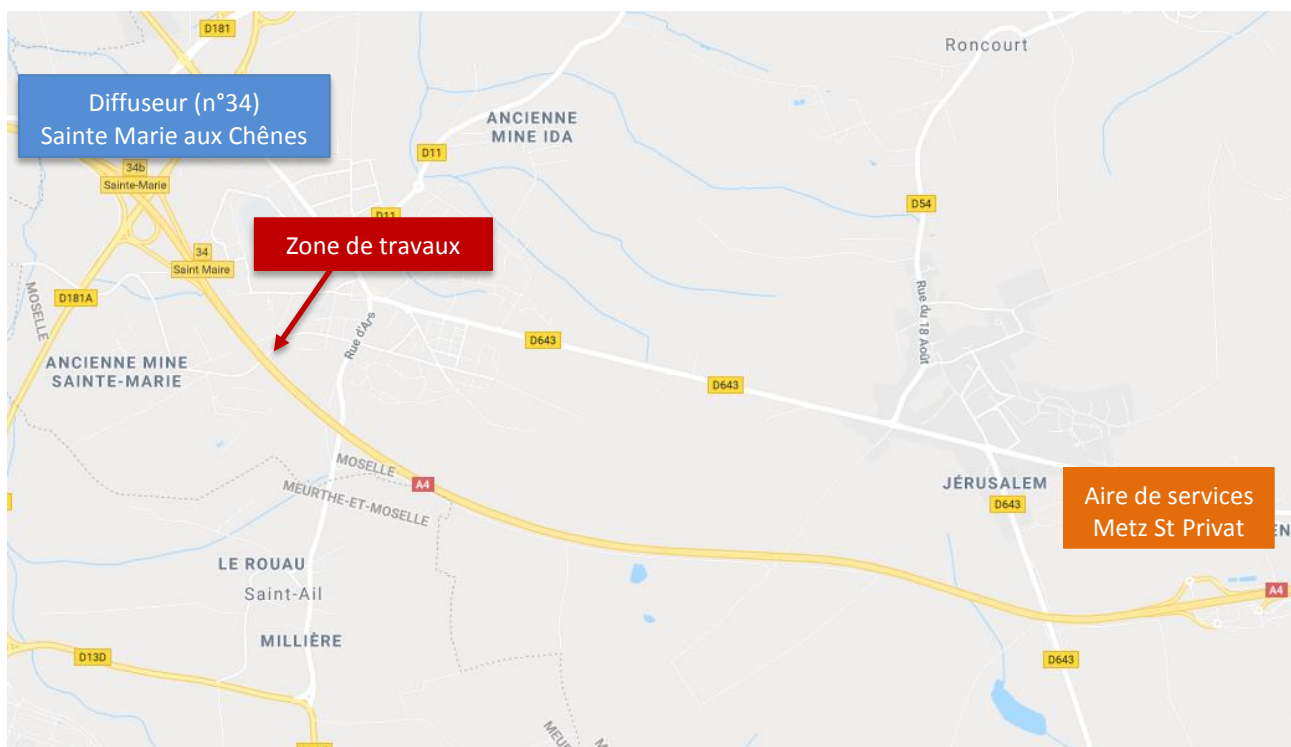 D181
Roncourt
Diffuseur (n°34)
Sainte Marie aux Chênes
ANCIENNE
MINE IDA
D11
34b
Sainte-Marie
D54
D11
Zone de travaux
34
Saint Maire
D181A
MOSELLE
Rue d'Ars
Rue du 18 Août
D643
ANCIENNE MINE
SAINTE-MARIE
D643
MOSELLE
A4
MEURTHE-ET-MOSELLE
JÉRUSALEM
D643
Aire de services
Metz St Privat
EN
LE ROUAU
Saint-Ail
A4
MILLIÈRE
D13D
D643